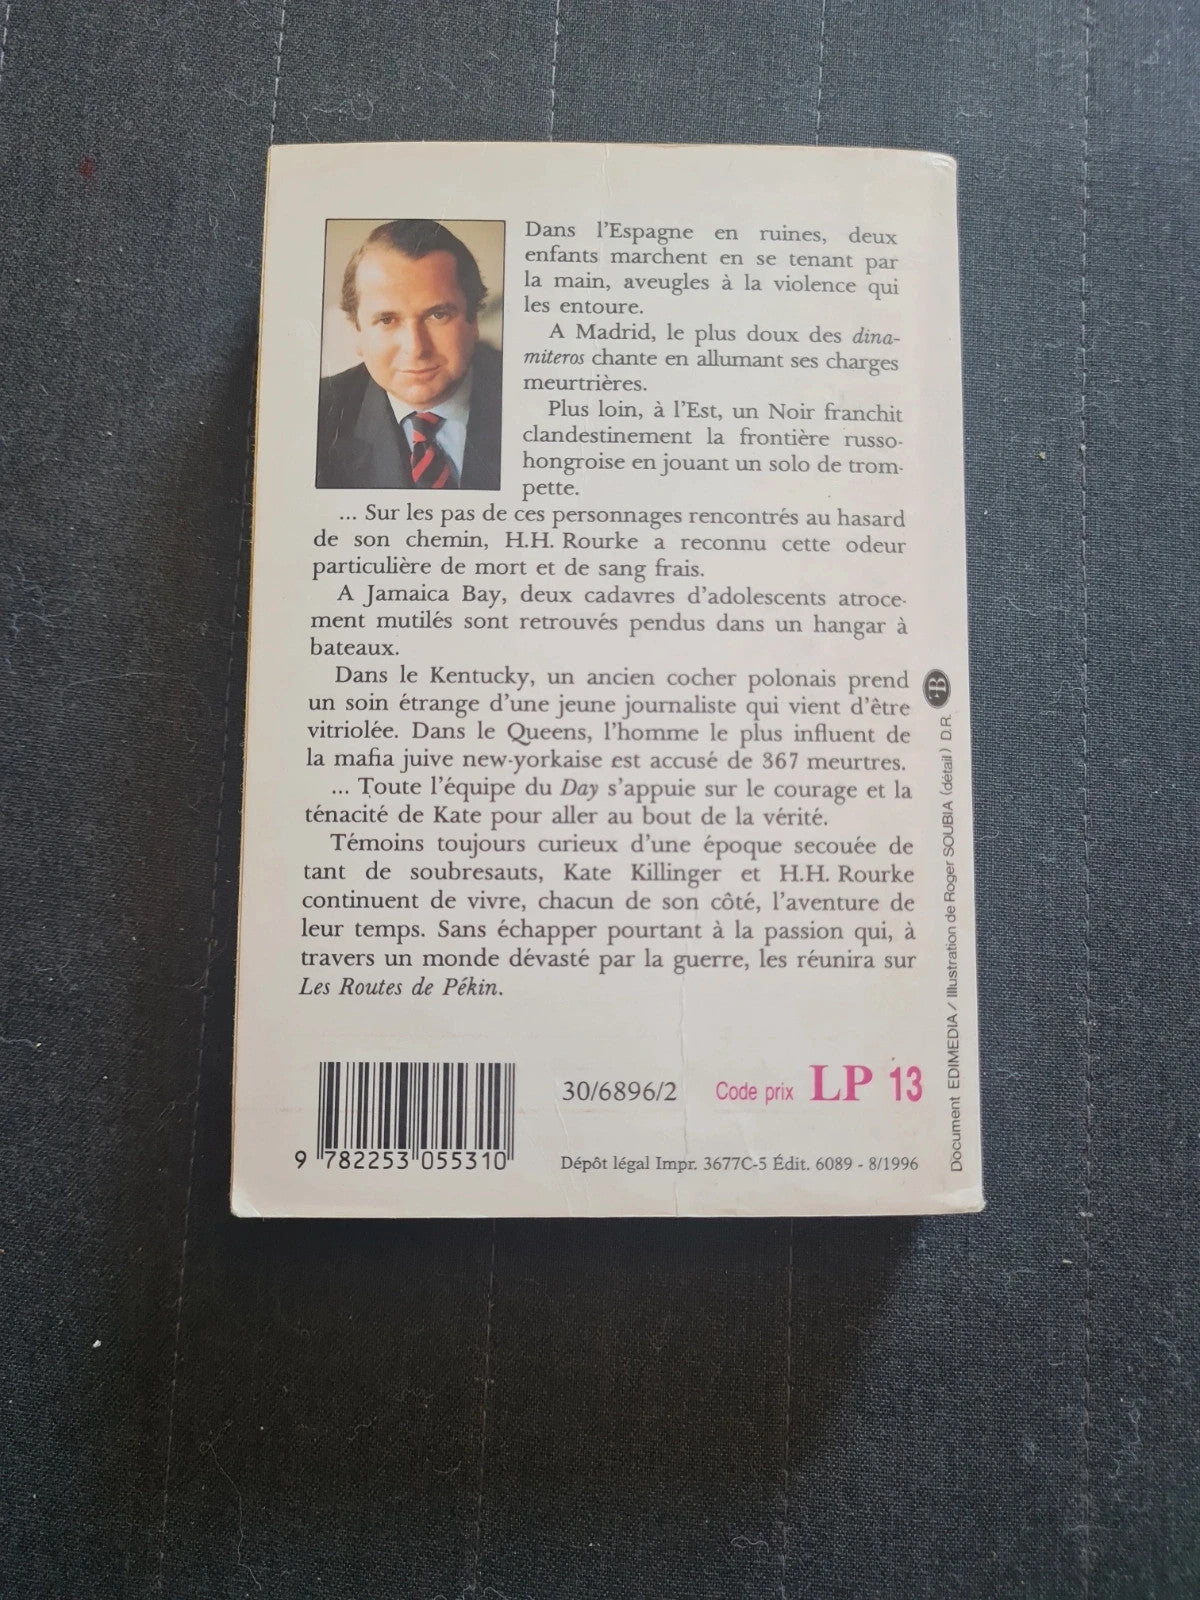 Dans l'Espagne en ruines, deux
enfants marchent en se tenant par
la main, aveugles à la violence qui
les entoure.
A Madrid, le plus doux des dina-
miteros chante en allumant ses charges
meurtrières.
Plus loin, à l'Est, un Noir franchit
clandestinement la frontière russo-
hongroise en jouant un solo de trom-
pette.
... Sur les pas de ces personnages rencontrés au hasard
de son chemin, H.H. Rourke a reconnu cette odeur
particulière de mort et de sang frais.
A Jamaica Bay, deux cadavres d'adolescents atroce-
ment mutilés sont retrouvés pendus dans un hangar à
bateaux.
Dans le Kentucky, un ancien cocher polonais prend
un soin étrange d'une jeune journaliste qui vient d'être
vitriolée. Dans le Queens, l'homme le plus influent de
la mafia juive new-yorkaise est accusé de 367 meurtres.
... Toute l'équipe du Day s'appuie sur le courage et la
ténacité de Kate pour aller au bout de la vérité.
Témoins toujours curieux d'une époque secouée de
tant de soubresauts, Kate Killinger et H.H. Rourke
continuent de vivre, chacun de son côté, l'aventure de
leur temps. Sans échapper pourtant à la passion qui, à
travers un monde dévasté par la guerre, les réunira sur
Les Routes de Pékin.
B
Document EDIMEDIA / Illustration de Roger SOUBIA (détail) D.R.
30/6896/2 Code prix LP 13
9 782253 055310
Dépôt légal Impr. 3677C-5 Édit. 6089 - 8/1996